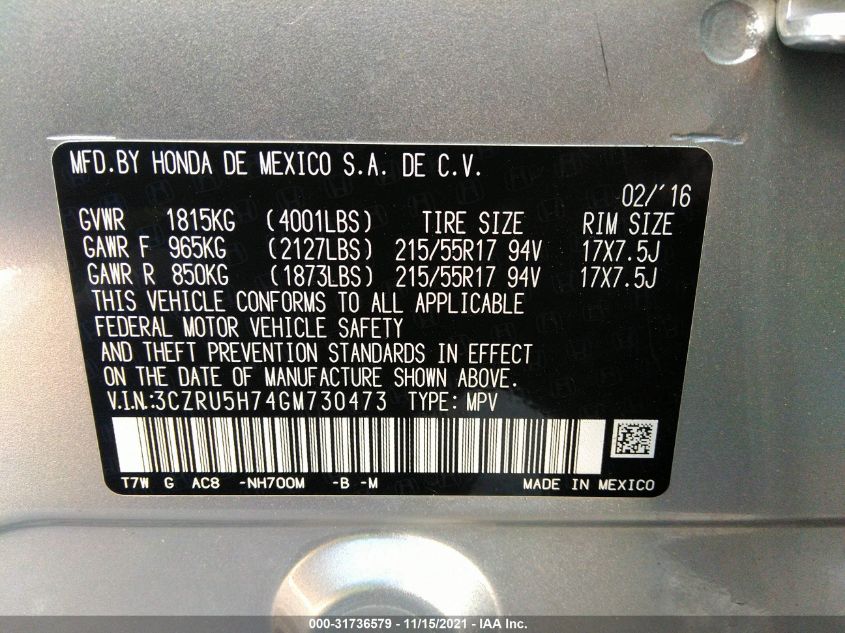 MFD.BY HONDA DE MEXICO S.A. DE C.V.
02/´16
GVWR 1815KG (4001LBS) TIRE SIZE RIM SIZE
GAWR F 965KG (2127LBS) 215/55R17 94V 17X7.5J
GAWR R 850KG (1873LBS) 215/55R17 94V 17X7.5J
THIS VEHICLE CONFORMS TO ALL APPLICABLE
FEDERAL MOTOR VEHICLE SAFETY
AND THEFT PREVENTION STANDARDS IN EFFECT
ON THE DATE OF MANUFACTURE SHOWN ABOVE.
V.I.N.:3CZRU5H74GM730473 TYPE: MPV
T7W G AC8 -NH700M -B -M MADE IN MEXICO
000-31736579 - 11/15/2021 - IAA Inc.